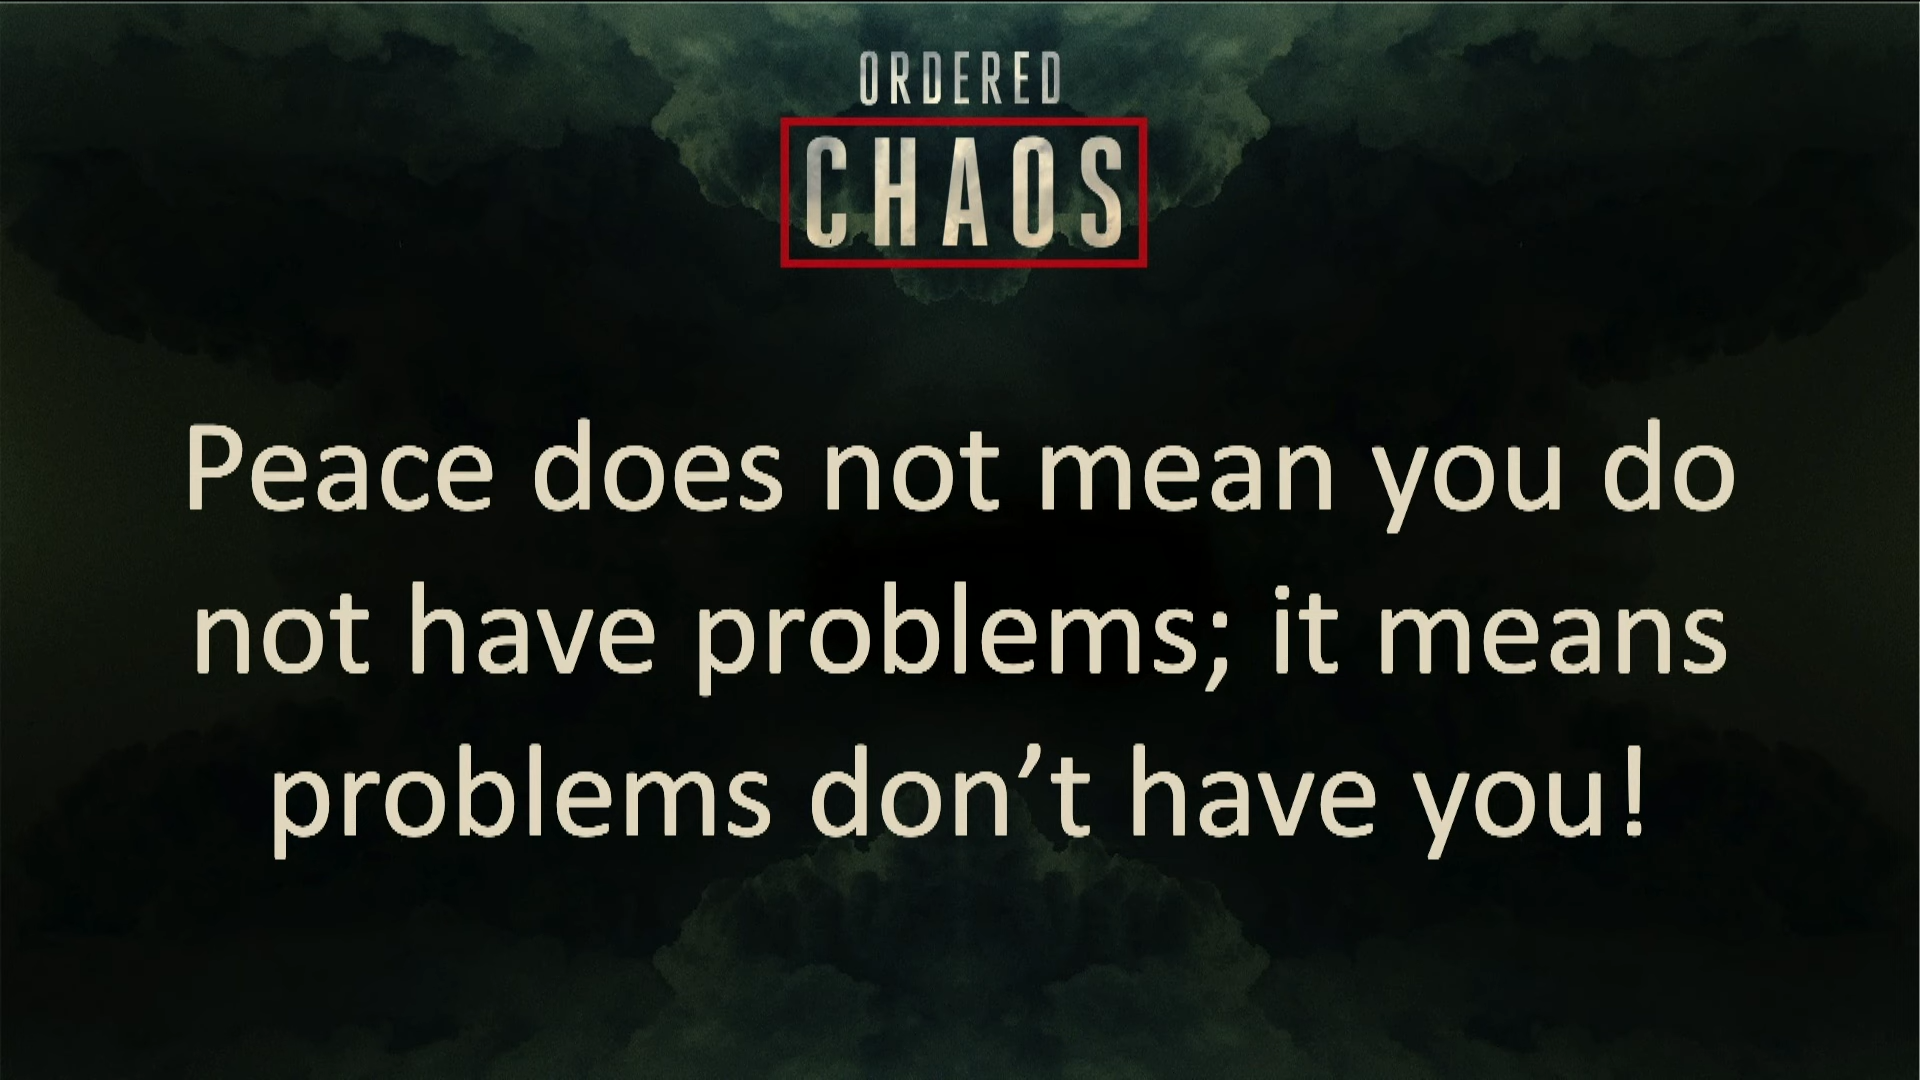 ORDERED
CHAOS
Peace does not mean you do
not have problems; it means
problems don’t have you!